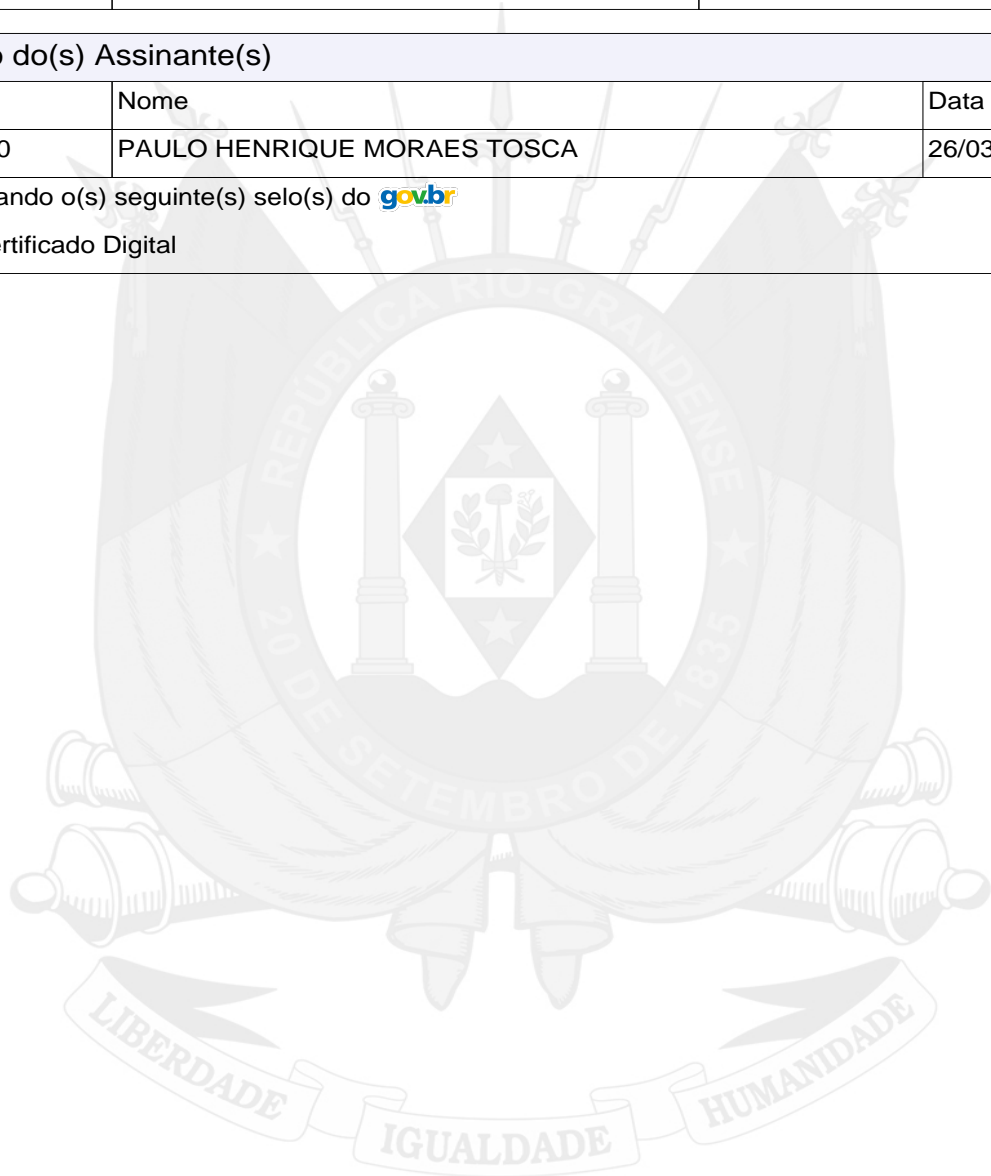 o do(s) Assinante(s)
Nome Data
0 PAULO HENRIQUE MORAES TOSCA 26/03
ando o(s) seguinte(s) selo(s) do gov.br
ertificado Digital
REPÚBLICA RIO-GRANDENSE
20 DE SETEMBRO DE 1835
LIBERDADE IGUALDADE HUMANIDADE